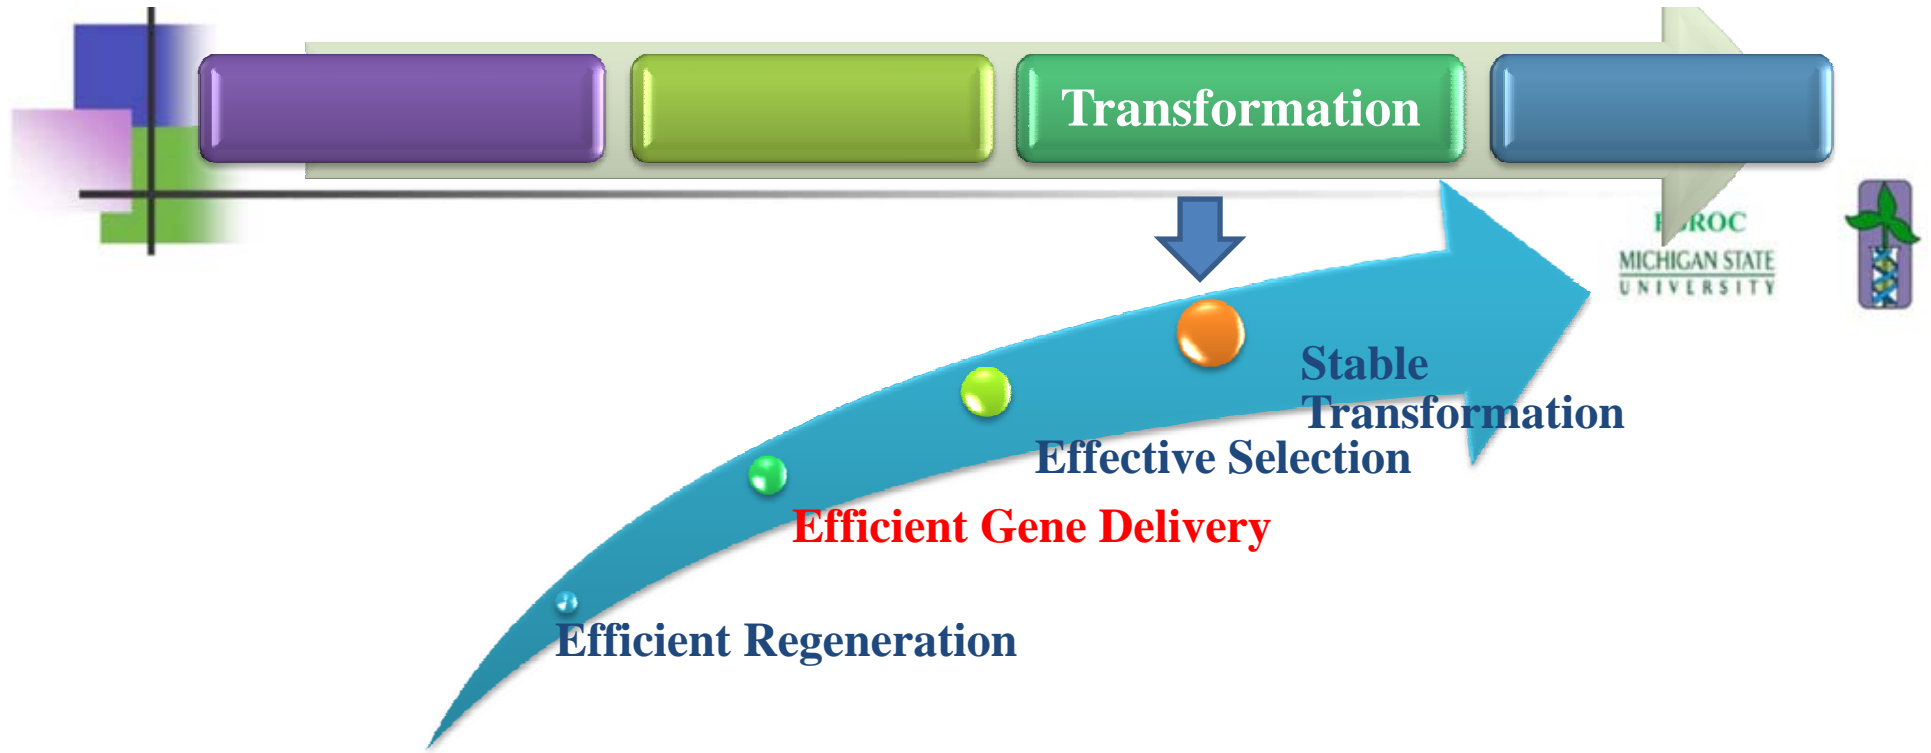 Transformation
MICHIGAN STATE
UNIVERSITY
Stable
Transformation
Effective Selection
Efficient Gene Delivery
Efficient Regeneration